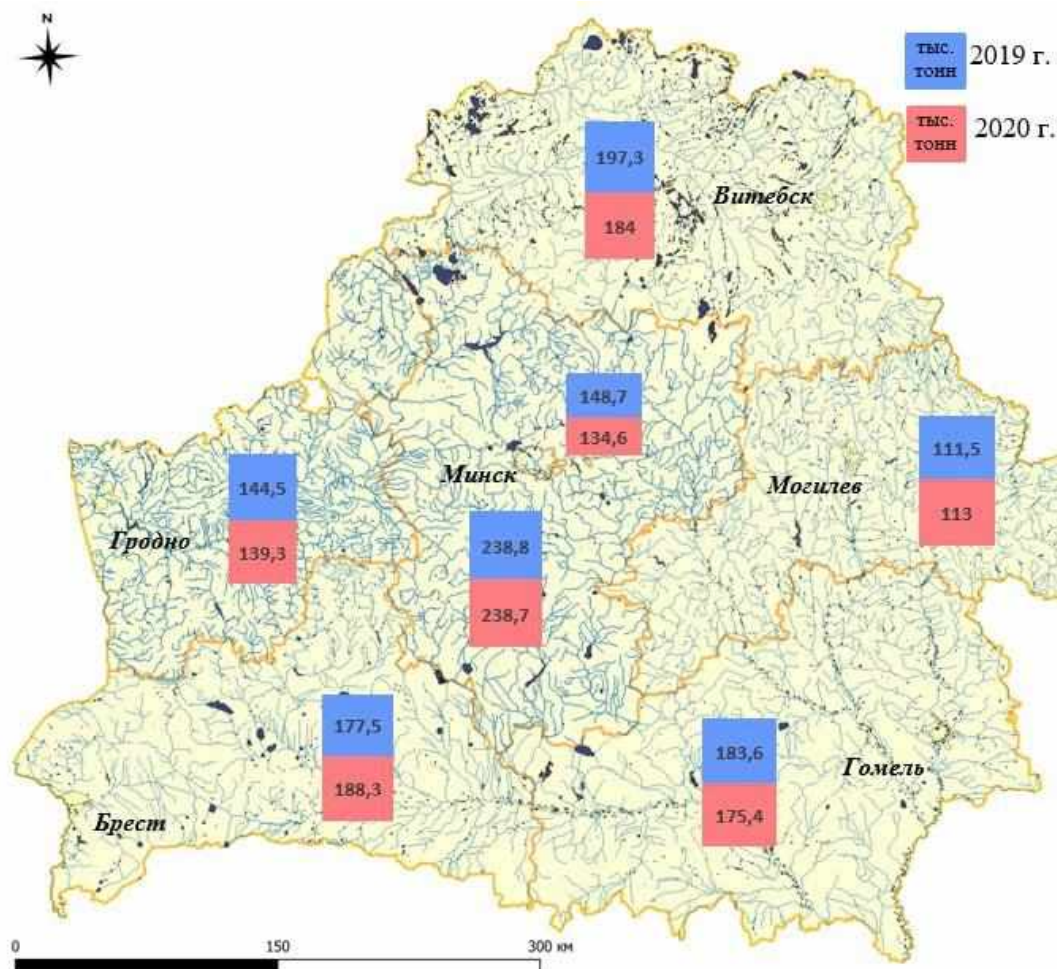 N
тыс.
тонн
2019 г.
тыс.
тонн
2020 г.
197,3
184
Витебск
148,7
134,6
Минск
111,5
113
Могилев
144,5
139,3
Гродно
238,8
238,7
177,5
188,3
Брест
183,6
175,4
Гомель
0 150 300 км